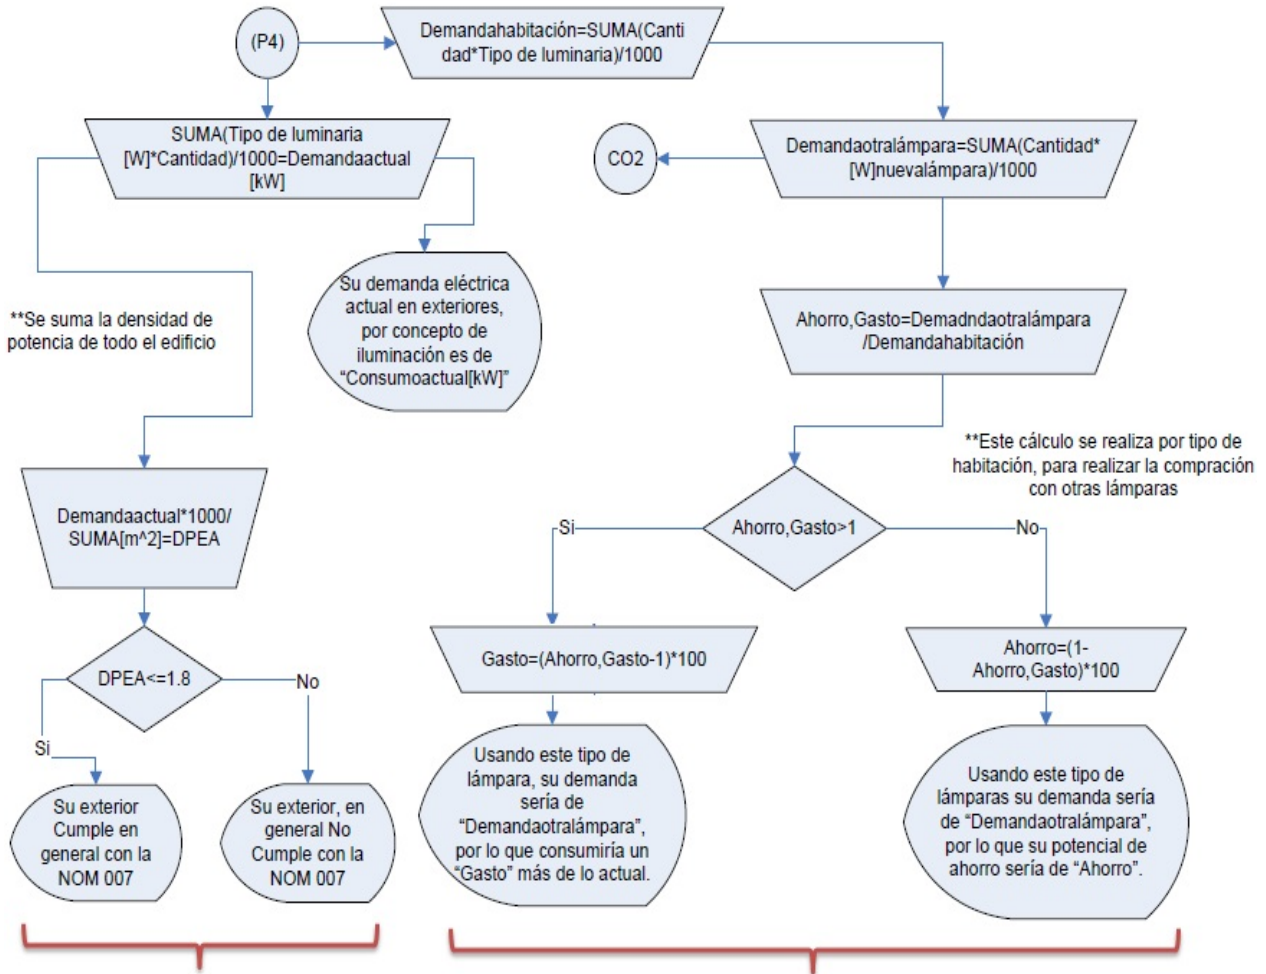 (P4)
Demandahabitación=SUMA(Canti
dad*Tipo de luminaria)/1000
SUMA(Tipo de luminaria
[W]*Cantidad)/1000=Demandaactual
[kW]
CO2
Demandaotralámpara=SUMA(Cantidad*
[W]nuevalámpara)/1000
Su demanda eléctrica
actual en exteriores,
por concepto de
iluminación es de
“Consumoactual[kW]”
**Se suma la densidad de
potencia de todo el edificio
Ahorro,Gasto=Demadndaotralámpara
/Demandahabitación
**Este cálculo se realiza por tipo de
habitación, para realizar la compración
con otras lámparas
Demandaactual*1000/
SUMA[m^2]=DPEA
Ahorro,Gasto>1
Si
No
DPEA<=1.8
Si
No
Gasto=(Ahorro,Gasto-1)*100
Ahorro=(1-
Ahorro,Gasto)*100
Su exterior
Cumple en
general con la
NOM 007
Su exterior, en
general No
Cumple con la
NOM 007
Usando este tipo de
lámpara, su demanda
sería de
“Demandaotralámpara”,
por lo que consumiría un
“Gasto” más de lo actual.
Usando este tipo de
lámparas su demanda sería
de “Demandaotralámpara”,
por lo que su potencial de
ahorro sería de “Ahorro”.